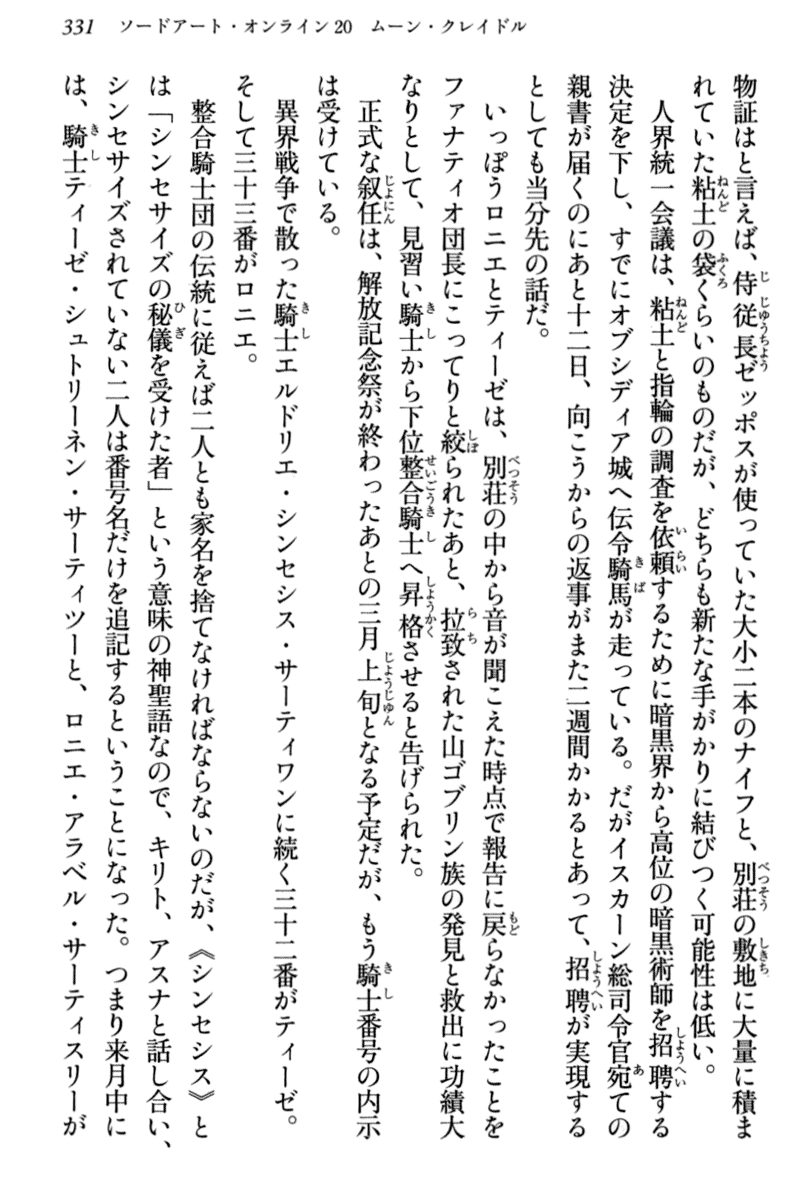 331　ソードアート・オンライン20　ムーン・クレイドル
物証はと言えば、侍従長ゼッポスが使っていた大小二本のナイフと、別荘の敷地に大量に積ま
れていた粘土の袋くらいのものだが、どちらも新たな手がかりに結びつく可能性は低い。
　人界統一会議は、粘土と指輪の調査を依頼するために暗黒界から高位の暗黒術師を招聘する
決定を下し、すでにオブシディア城へ伝令騎馬が走っている。だがイスカーン総司令官宛ての
親書が届くのにあと十二日、向こうからの返事がまた二週間かかるとあって、招聘が実現する
としても当分先の話だ。
　いっぽうロニエとティーゼは、別荘の中から音が聞こえた時点で報告に戻らなかったことを
ファナティオ団長にこってりと絞られたあと、拉致された山ゴブリン族の発見と救出に功績大
なりとして、見習い騎士から下位整合騎士へ昇格させると告げられた。
　正式な叙任は、解放記念祭が終わったあとの三月上旬となる予定だが、もう騎士番号の内示
は受けている。
　異界戦争で散った騎士エルドリエ・シンセシス・サーティワンに続く三十二番がティーゼ。
そして三十三番がロニエ。
　整合騎士団の伝統に従えば二人とも家名を捨てなければならないのだが、《シンセシス》と
は「シンセサイズの秘儀を受けた者」という意味の神聖語なので、キリト、アスナと話し合い、
シンセサイズされていない二人は番号名だけを追記するということになった。つまり来月中に
は、騎士ティーゼ・シュトリーネン・サーティツーと、ロニエ・アラベル・サーティスリーが